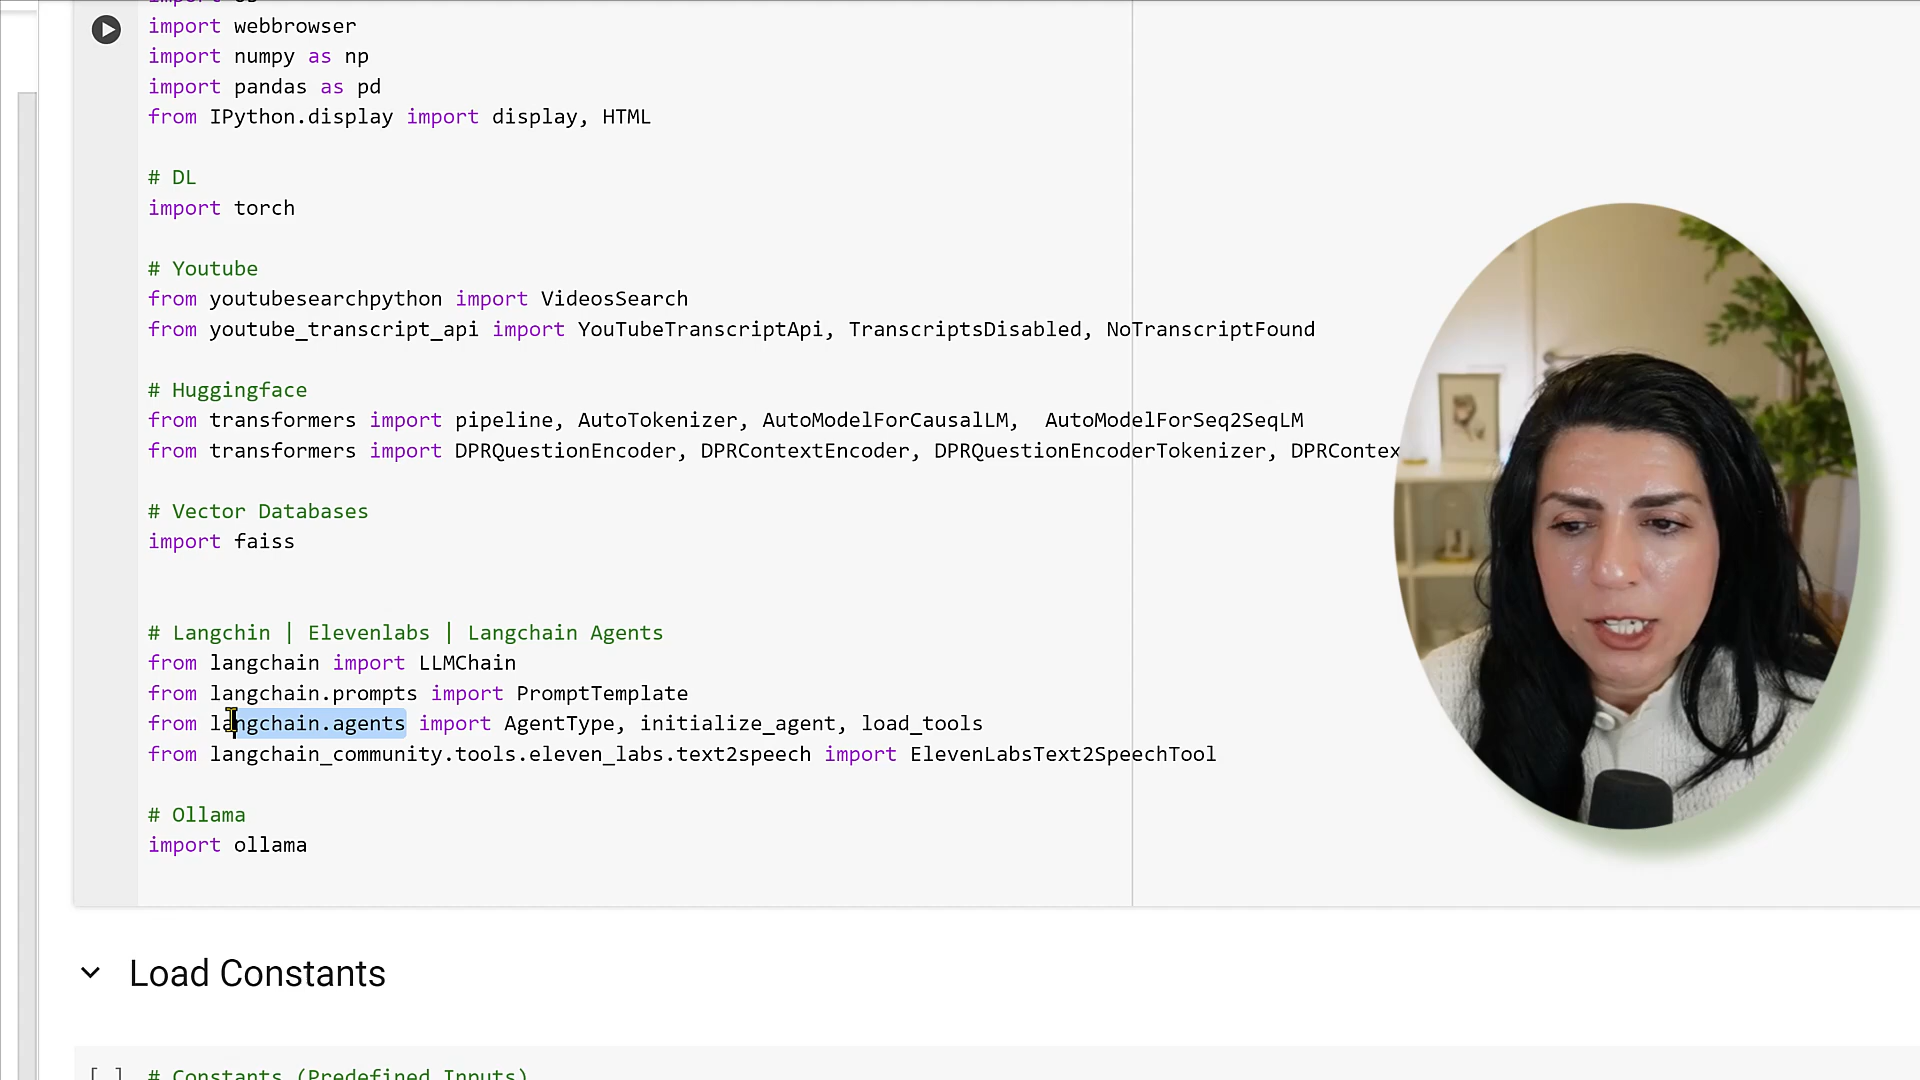 import webbrowser
import numpy as np
import pandas as pd
from IPython.display import display, HTML
# DL
import torch
# Youtube
from youtubesearchpython import VideosSearch
from youtube_transcript_api import YouTubeTranscriptApi, TranscriptsDisabled, NoTranscriptFound
# Huggingface
from transformers import pipeline, AutoTokenizer, AutoModelForCausalLM,  AutoModelForSeq2SeqLM
from transformers import DPRQuestionEncoder, DPRContextEncoder, DPRQuestionEncoderTokenizer, DPRContex
# Vector Databases
import faiss
# Langchin | Elevenlabs | Langchain Agents
from langchain import LLMChain
from langchain.prompts import PromptTemplate
from langchain.agents import AgentType, initialize_agent, load_tools
from langchain_community.tools.eleven_labs.text2speech import ElevenLabsText2SpeechTool
# Ollama
import ollama
Load Constants
[ ] # Constants (Predefined Inputs)